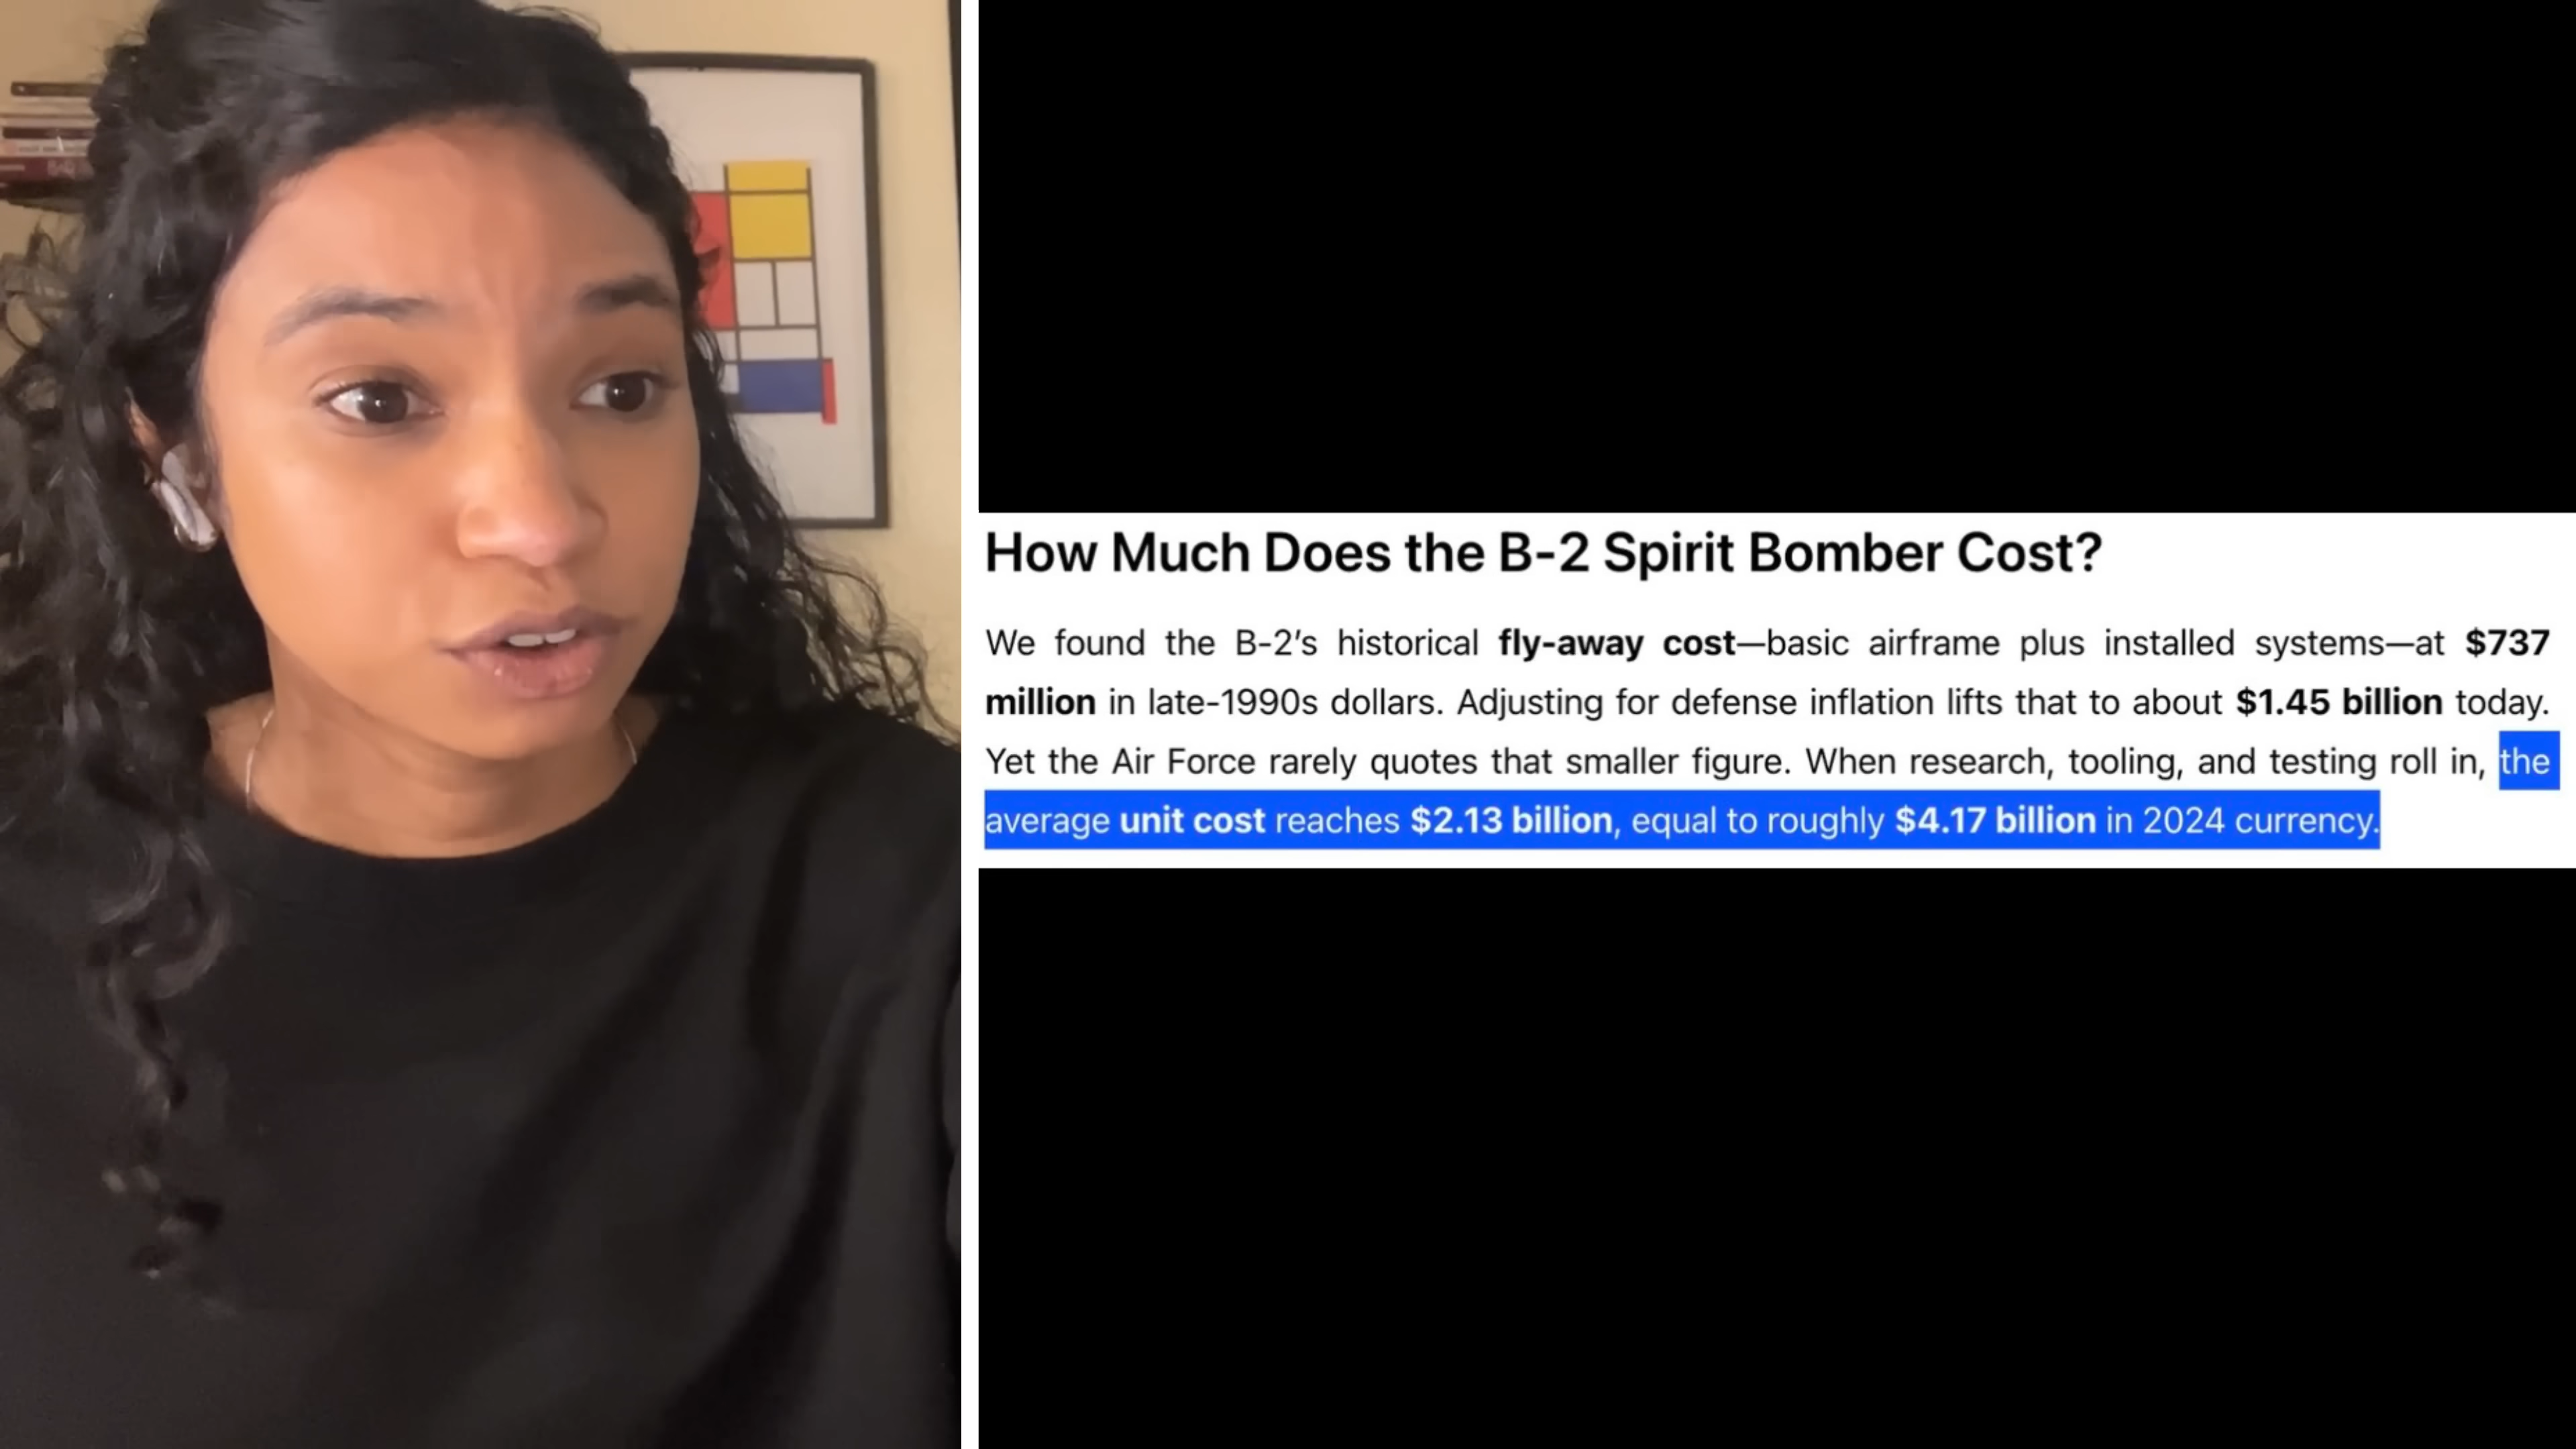 How Much Does the B-2 Spirit Bomber Cost?
We found the B-2’s historical fly-away cost—basic airframe plus installed systems—at $737
million in late-1990s dollars. Adjusting for defense inflation lifts that to about $1.45 billion today.
Yet the Air Force rarely quotes that smaller figure. When research, tooling, and testing roll in, the
average unit cost reaches $2.13 billion, equal to roughly $4.17 billion in 2024 currency.